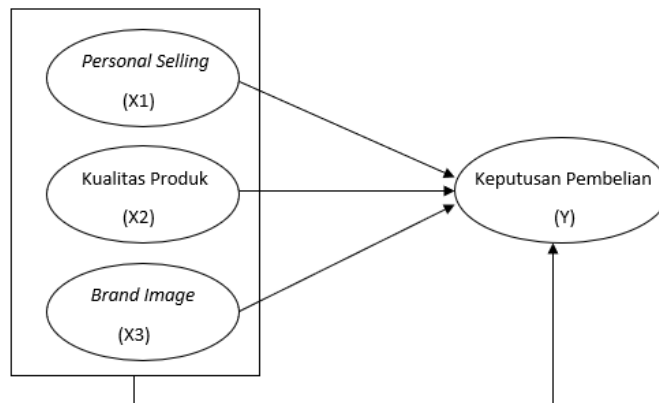 Personal Selling
(X1)
Kualitas Produk
(X2)
Brand Image
(X3)
Keputusan Pembelian
(Y)